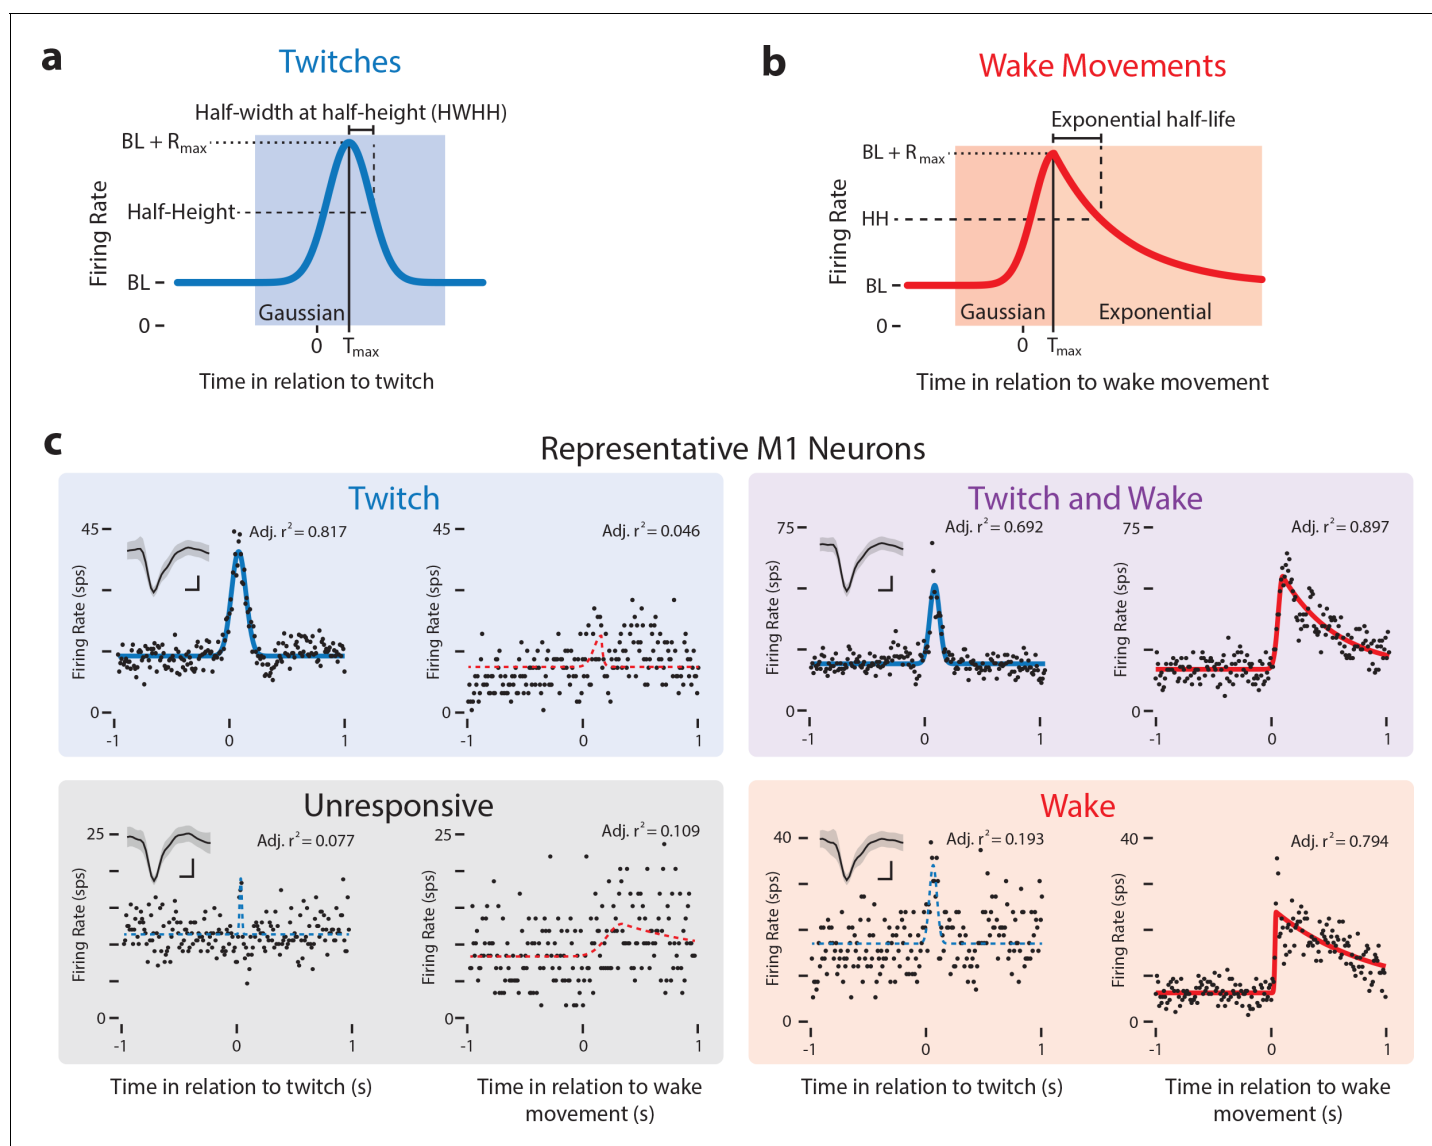 a
Twitches
Half-width at half-height (HWHH)
BL + Rmax
Half-Height
BL
0
Firing Rate
Gaussian
0 Tmax
Time in relation to twitch
b
Wake Movements
Exponential half-life
BL + Rmax
HH
BL
0
Firing Rate
Gaussian Exponential
0 Tmax
Time in relation to wake movement
c
Representative M1 Neurons
Twitch
45
Adj. r² = 0.817
Firing Rate (sps)
0
-1 0 1
45
Adj. r² = 0.046
Firing Rate (sps)
0
-1 0 1
Twitch and Wake
75
Adj. r² = 0.692
Firing Rate (sps)
0
-1 0 1
75
Adj. r² = 0.897
Firing Rate (sps)
0
-1 0 1
Unresponsive
25
Adj. r² = 0.077
Firing Rate (sps)
0
-1 0 1
Time in relation to twitch (s)
25
Adj. r² = 0.109
Firing Rate (sps)
0
-1 0 1
Time in relation to wake
movement (s)
Wake
40
Adj. r² = 0.193
Firing Rate (sps)
0
-1 0 1
Time in relation to twitch (s)
40
Adj. r² = 0.794
Firing Rate (sps)
0
-1 0 1
Time in relation to wake
movement (s)